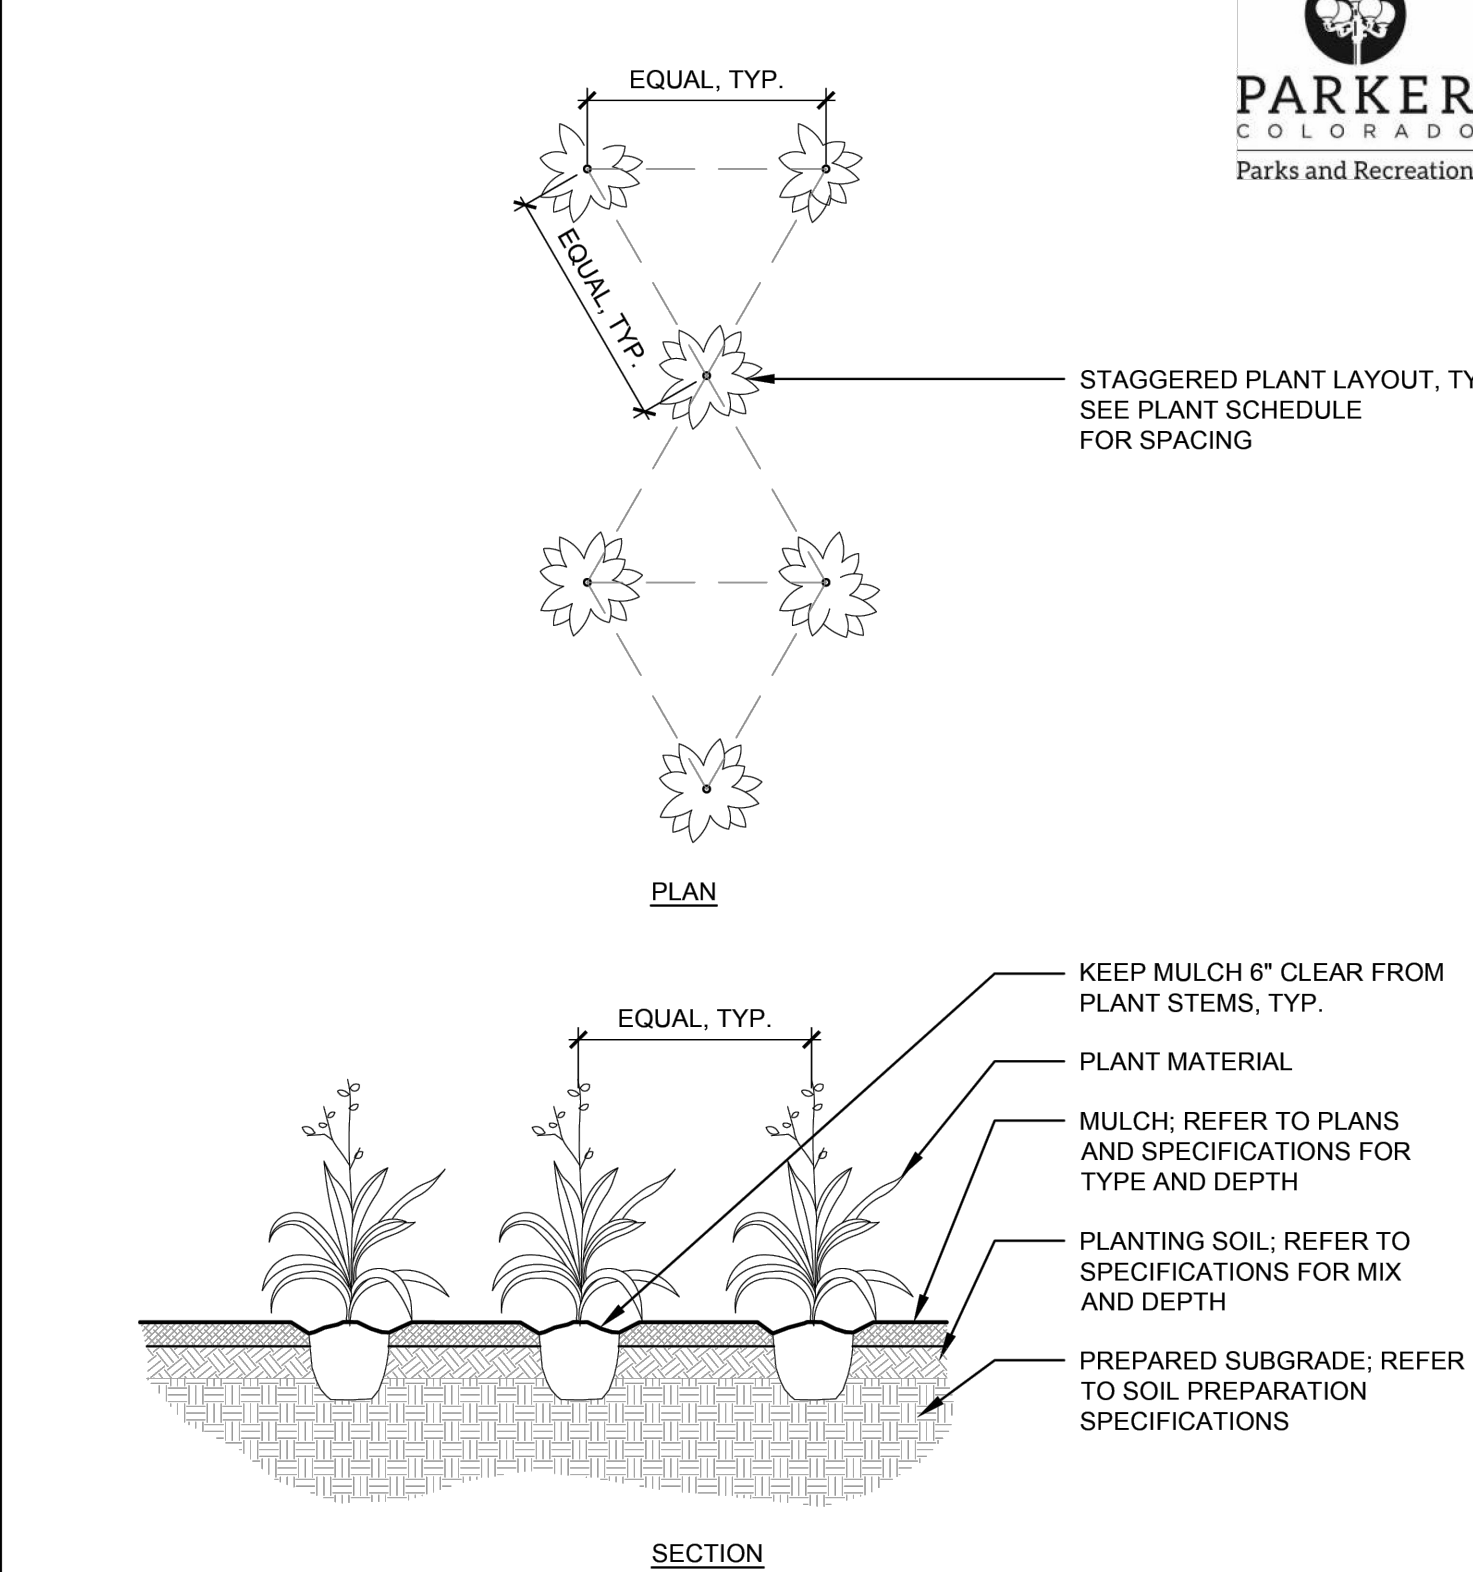 PARKER
COLORADO
Parks and Recreation
EQUAL, TYP.
EQUAL, TYP.
STAGGERED PLANT LAYOUT, TY
SEE PLANT SCHEDULE
FOR SPACING
PLAN
KEEP MULCH 6" CLEAR FROM
PLANT STEMS, TYP.
EQUAL, TYP.
PLANT MATERIAL
MULCH; REFER TO PLANS
AND SPECIFICATIONS FOR
TYPE AND DEPTH
PLANTING SOIL; REFER TO
SPECIFICATIONS FOR MIX
AND DEPTH
PREPARED SUBGRADE; REFER
TO SOIL PREPARATION
SPECIFICATIONS
SECTION